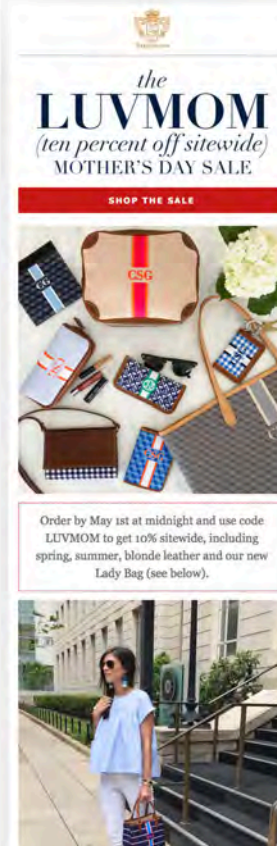 the
LUVMOM
(ten percent off sitewide)
MOTHER'S DAY SALE
SHOP THE SALE
CSG
CG
Order by May 1st at midnight and use code
LUVMOM to get 10% sitewide, including
spring, summer, blonde leather and our new
Lady Bag (see below).